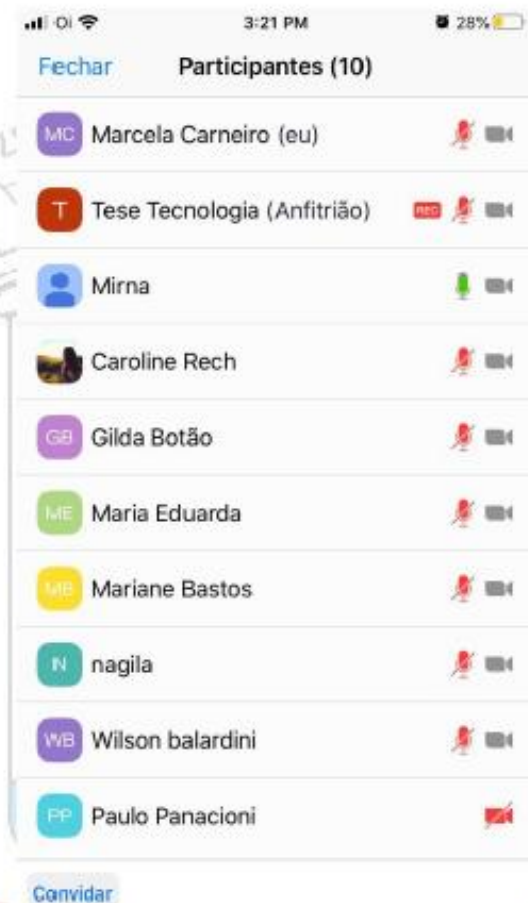 Oi 3:21 PM 28%
Fechar Participantes (10)
MC Marcela Carneiro (eu)
T Tese Tecnologia (Anfitrião) REC
Mirna
Caroline Rech
GB Gilda Botão
ME Maria Eduarda
MB Mariane Bastos
N nagila
WB Wilson balardini
PP Paulo Panacioni
Convidar